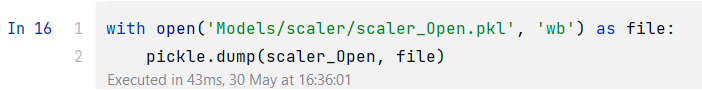 In 16 1 with open('Models/scaler/scaler_Open.pkl', 'wb') as file:
2 pickle.dump(scaler_Open, file)
Executed in 43ms, 30 May at 16:36:01